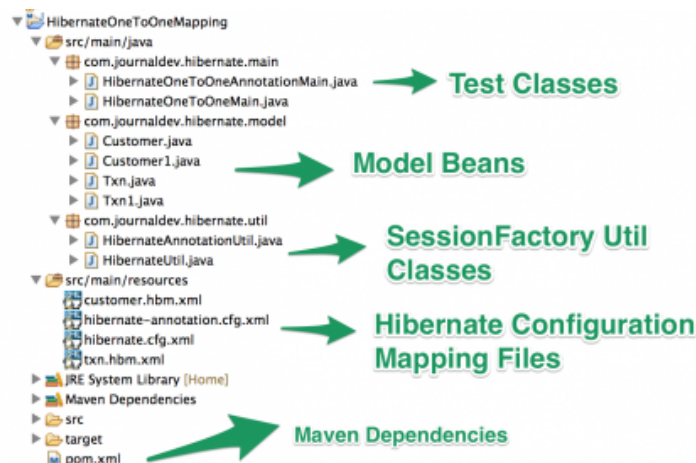 HibernateOneToOneMapping
src/main/java
com.journaldev.hibernate.main
HibernateOneToOneAnnotationMain.java
HibernateOneToOneMain.java
Test Classes
com.journaldev.hibernate.model
Customer.java
Customer1.java
Txn.java
Txn1.java
Model Beans
com.journaldev.hibernate.util
HibernateAnnotationUtil.java
HibernateUtil.java
SessionFactory Util
Classes
src/main/resources
customer.hbm.xml
hibernate-annotation.cfg.xml
hibernate.cfg.xml
txn.hbm.xml
Hibernate Configuration
Mapping Files
JRE System Library [Home]
Maven Dependencies
src
target
pom.xml
Maven Dependencies